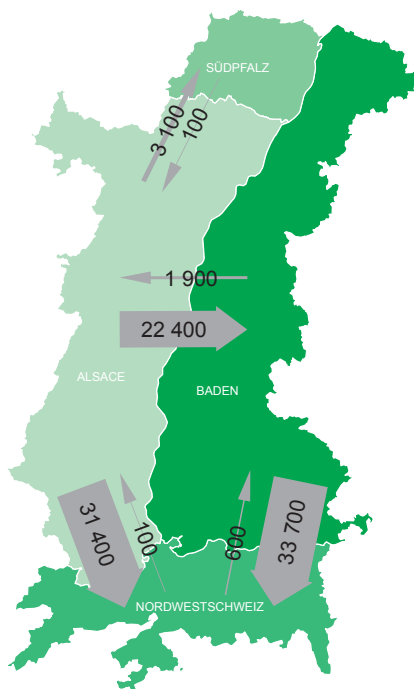 SÜDPFALZ
3 100
100
1 900
22 400
ALSACE
BADEN
31 400
100
600
33 700
NORDWESTSCHWEIZ